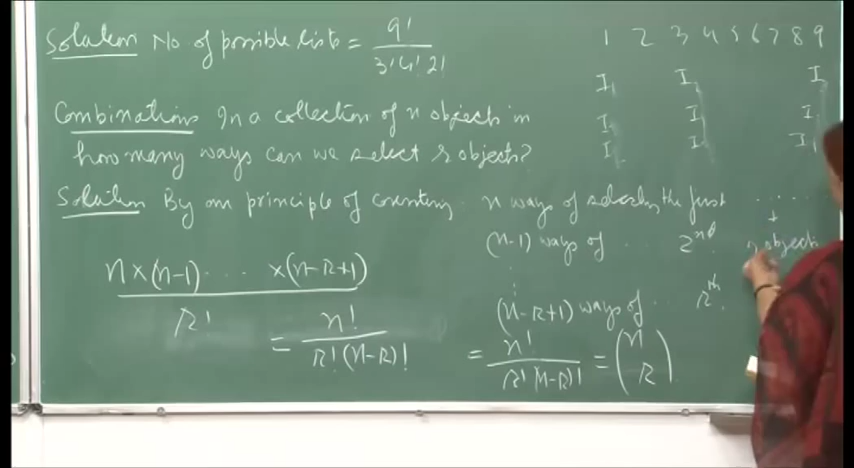 Solution No of possible lists = 9! / 3! 4! 2!
1 2 3 4 5 6 7 8 9
I I I
Combinations In a collection of n objects in
I I I
how many ways can we select r objects?
I I I
Solution By our principle of counting n ways of selecting the first .....
(n-1) ways of .. 2nd. objects
n×(n-1) .... ×(n-R+1) / R!
(n-R+1) ways of .. Rth.
= n! / R!(n-R)!
= n! / R!(n-R)! = (n R)